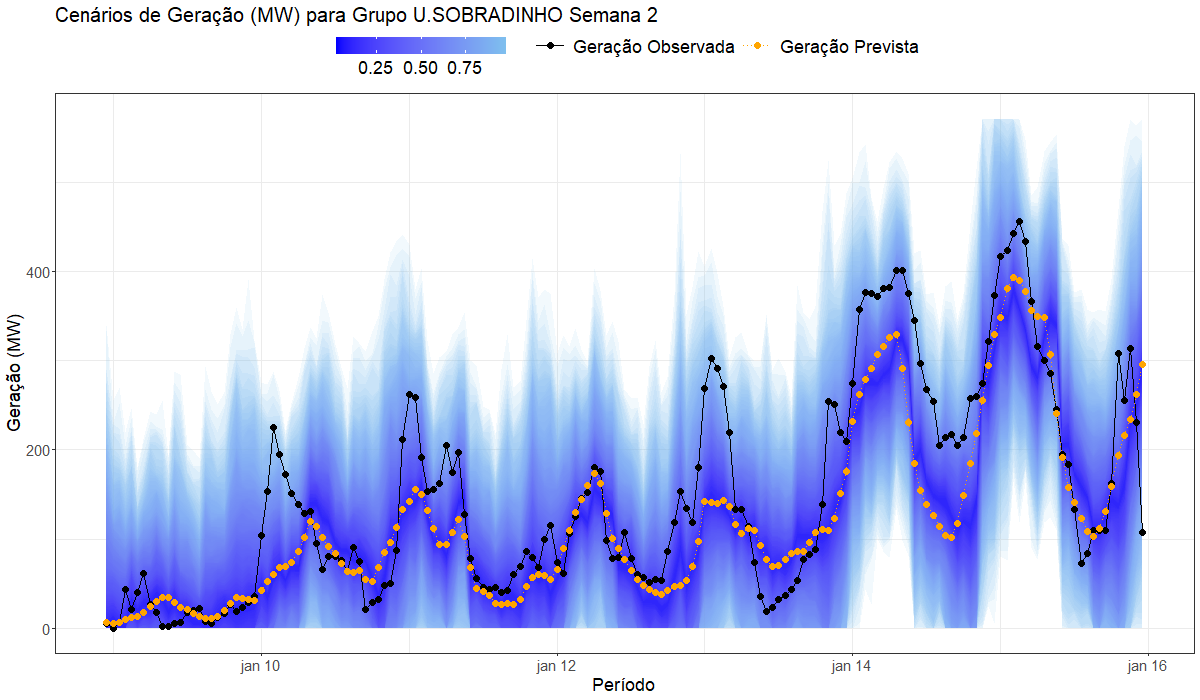 Cenários de Geração (MW) para Grupo U.SOBRADINHO Semana 2
0.25 0.50 0.75
Geração Observada
Geração Prevista
Geração (MW)
400
200
0
jan 10
jan 12
jan 14
jan 16
Período